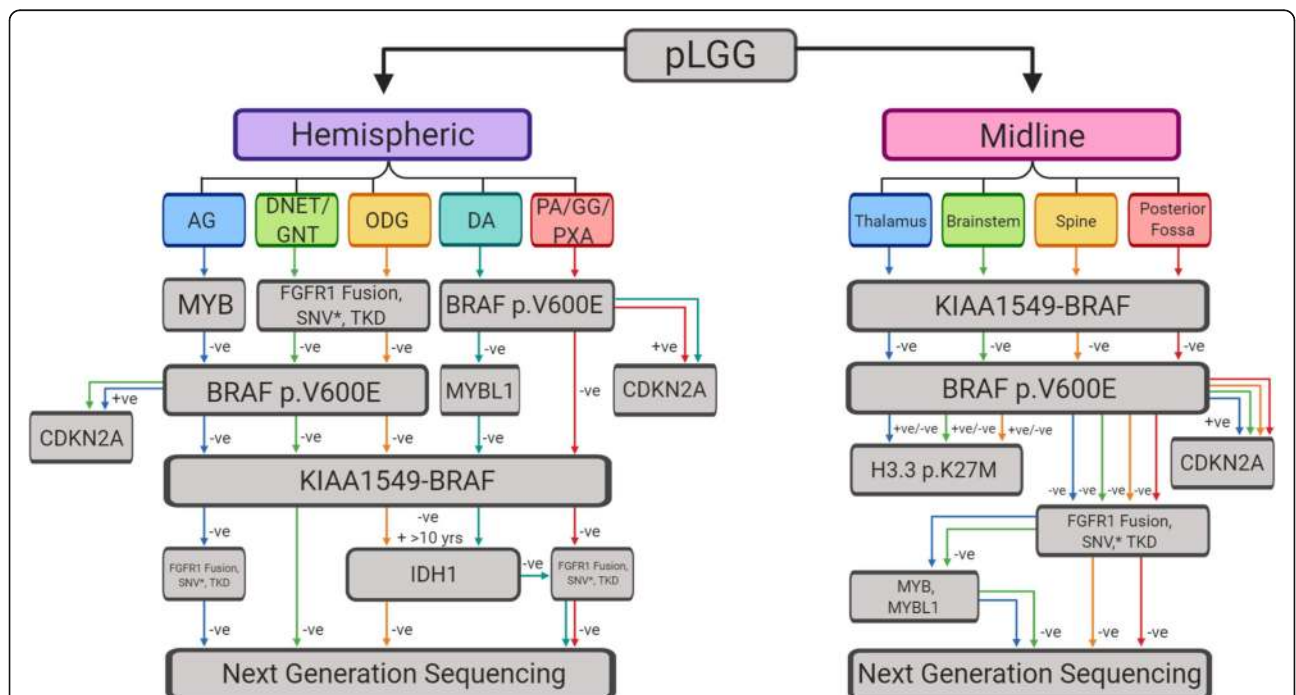 pLGG
Hemispheric
Midline
AG
DNET/
GNT
ODG
DA
PA/GG/
PXA
Thalamus
Brainstem
Spine
Posterior
Fossa
MYB
FGFR1 Fusion,
SNV*, TKD
BRAF p.V600E
KIAA1549-BRAF
-ve
-ve
-ve
-ve
-ve
+ve
-ve
-ve
-ve
-ve
BRAF p.V600E
MYBL1
CDKN2A
BRAF p.V600E
+ve
CDKN2A
-ve
-ve
-ve
-ve
+ve/-ve
+ve/-ve
+ve/-ve
+ve
KIAA1549-BRAF
H3.3 p.K27M
CDKN2A
-ve
-ve
-ve
-ve
-ve
-ve
+ >10 yrs
-ve
FGFR1 Fusion,
SNV*, TKD
IDH1
-ve
FGFR1 Fusion,
SNV*, TKD
FGFR1 Fusion,
SNV,* TKD
-ve
MYB,
MYBL1
-ve
-ve
-ve
-ve
-ve
-ve
-ve
Next Generation Sequencing
Next Generation Sequencing